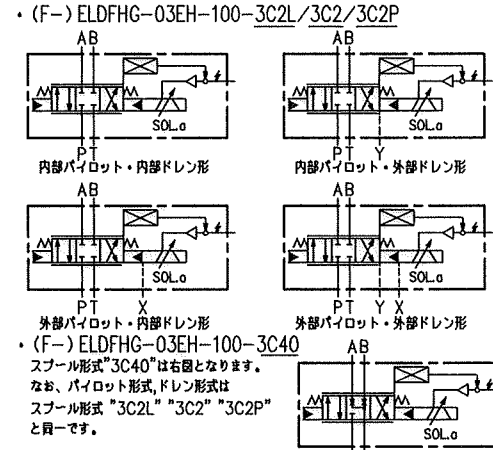 ・(F-) ELDFHG-03EH-100-3C2L/3C2/3C2P
AB
AB
SOL.a
SOL.a
PT
PT Y
内部パイロット・内部ドレン形
内部パイロット・外部ドレン形
AB
AB
SOL.a
SOL.a
PT X
PT Y X
外部パイロット・内部ドレン形
外部パイロット・外部ドレン形
・(F-) ELDFHG-03EH-100-3C40
AB
スプール形式"3C40"は右図となります。
なお、パイロット形式,ドレン形式は
スプール形式 "3C2L" "3C2" "3C2P"
と同一です。
SOL.a